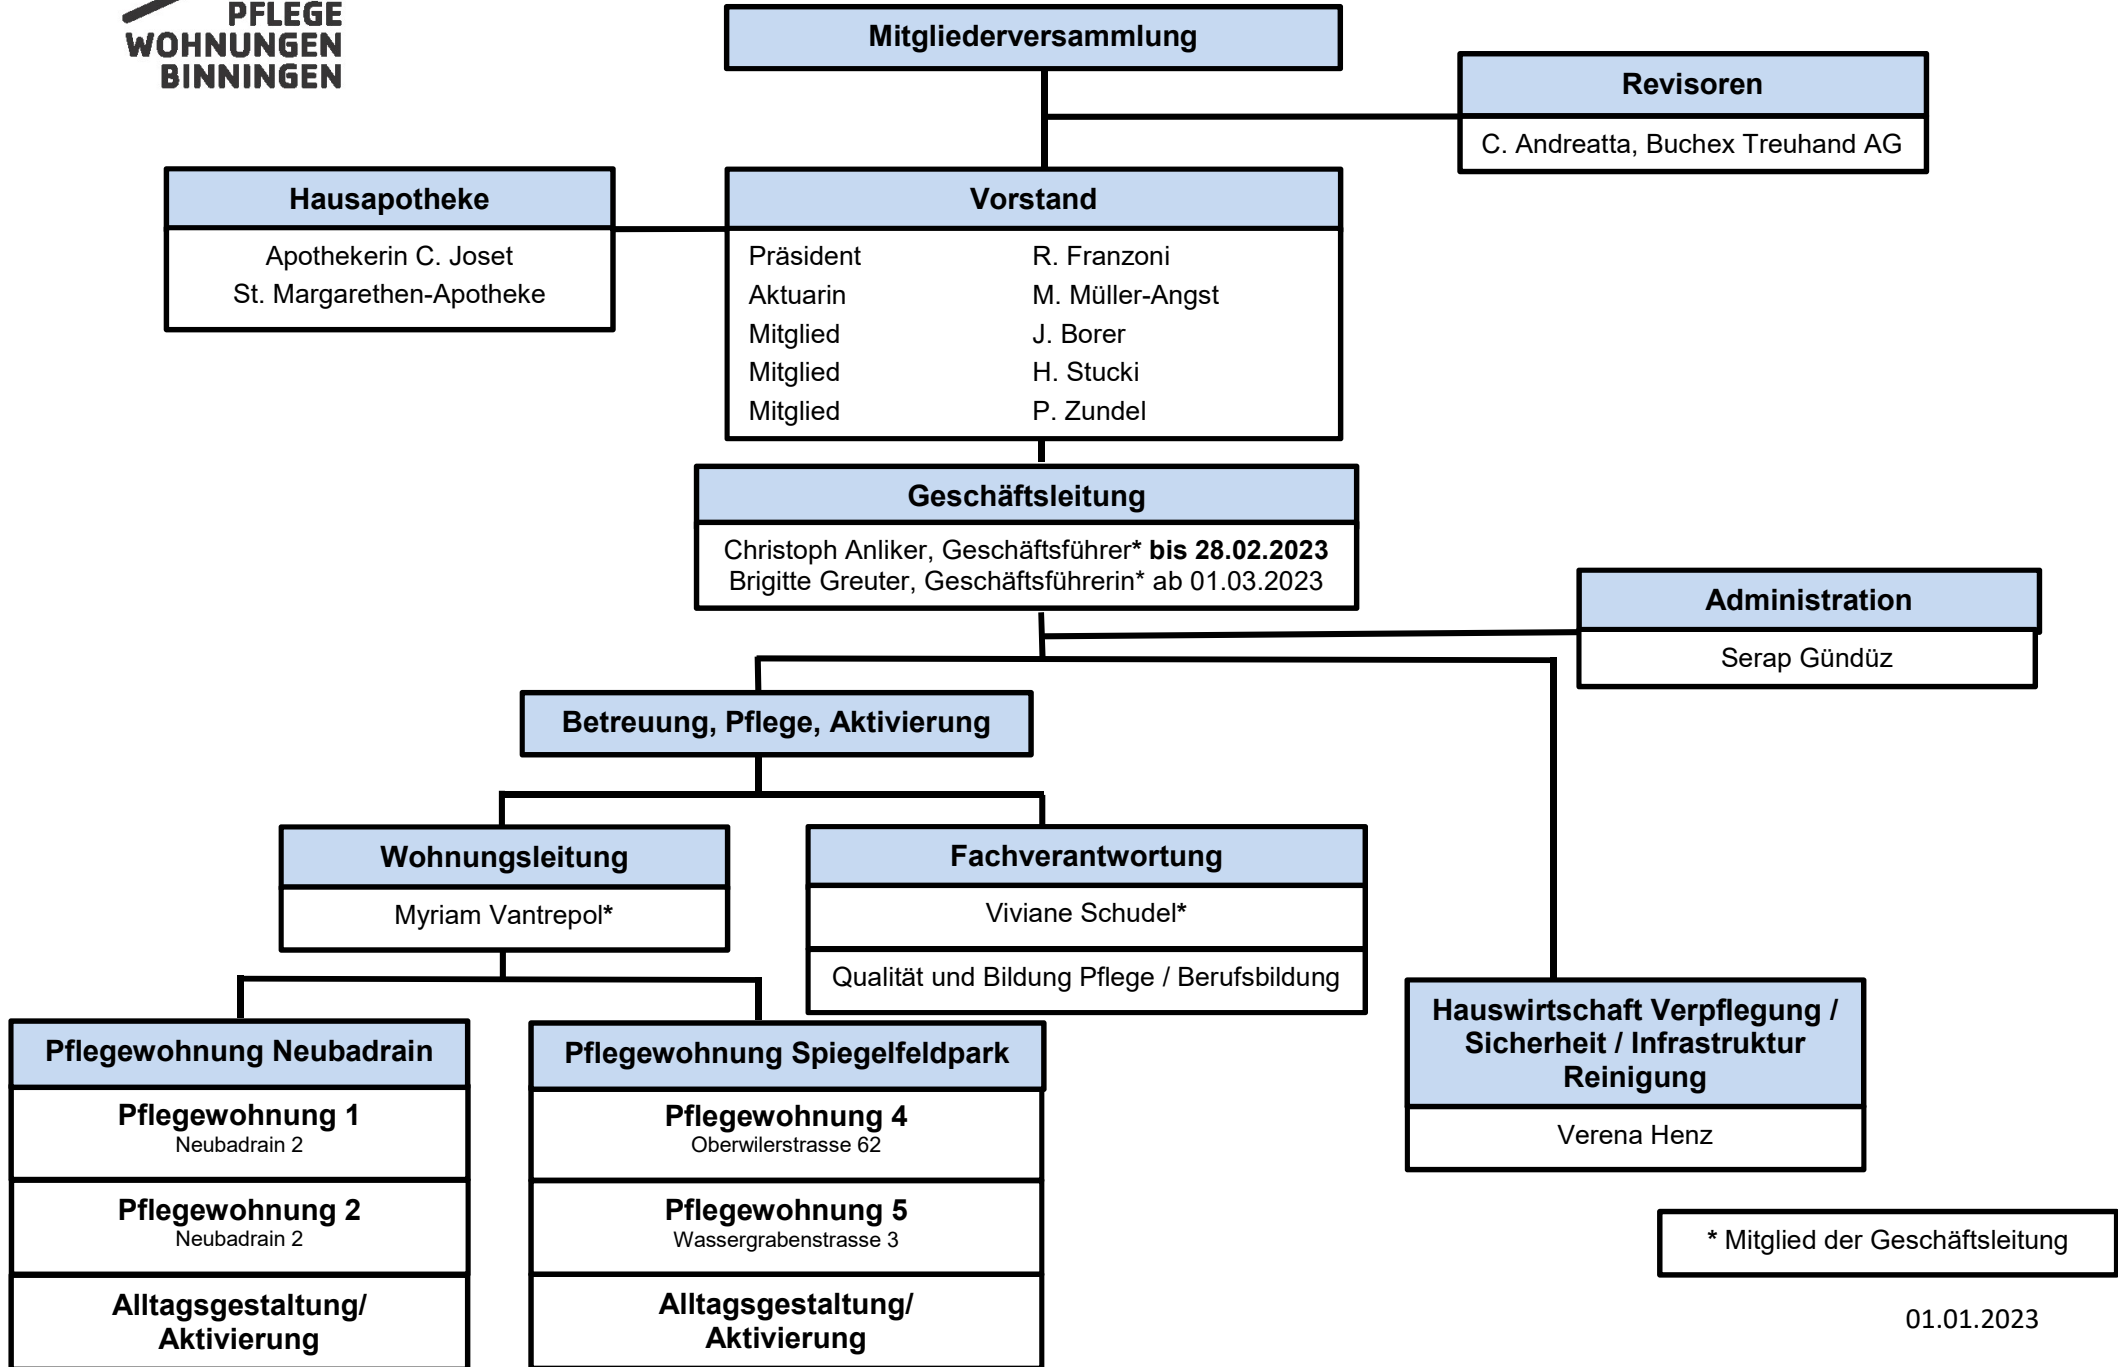 PFLEGE
WOHNUNGEN
BINNINGEN
Mitgliederversammlung
Revisoren
C. Andreatta, Buchex Treuhand AG
Hausapotheke
Apothekerin C. Joset
St. Margarethen-Apotheke
Vorstand
Präsident R. Franzoni
Aktuarin M. Müller-Angst
Mitglied J. Borer
Mitglied H. Stucki
Mitglied P. Zundel
Geschäftsleitung
Christoph Anliker, Geschäftsführer* bis 28.02.2023
Brigitte Greuter, Geschäftsführerin* ab 01.03.2023
Administration
Serap Gündüz
Betreuung, Pflege, Aktivierung
Wohnungsleitung
Myriam Vantrepol*
Fachverantwortung
Viviane Schudel*
Qualität und Bildung Pflege / Berufsbildung
Hauswirtschaft Verpflegung /
Sicherheit / Infrastruktur
Reinigung
Verena Henz
Pflegewohnung Neubadrain
Pflegewohnung 1
Neubadrain 2
Pflegewohnung 2
Neubadrain 2
Alltagsgestaltung/
Aktivierung
Pflegewohnung Spiegelfeldpark
Pflegewohnung 4
Oberwilerstrasse 62
Pflegewohnung 5
Wassergrabenstrasse 3
Alltagsgestaltung/
Aktivierung
* Mitglied der Geschäftsleitung
01.01.2023